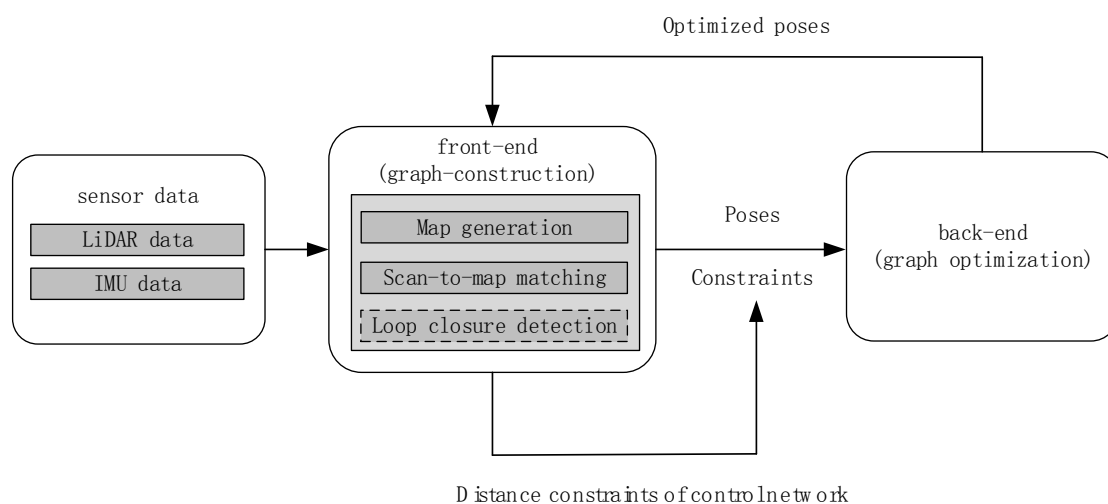 Optimized poses
sensor data
LiDAR data
IMU data
front-end
(graph-construction)
Map generation
Scan-to-map matching
Loop closure detection
Poses
Constraints
back-end
(graph optimization)
Distance constraints of control network